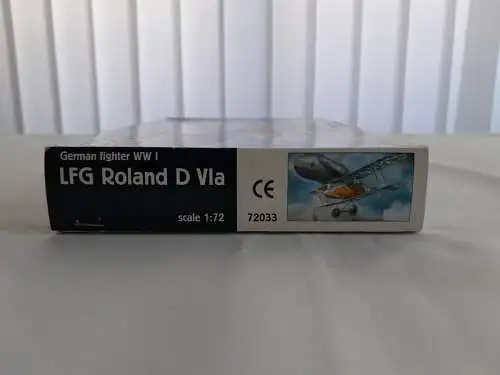 German fighter WW I
LFG Roland D VIa
scale 1:72
CE
72033